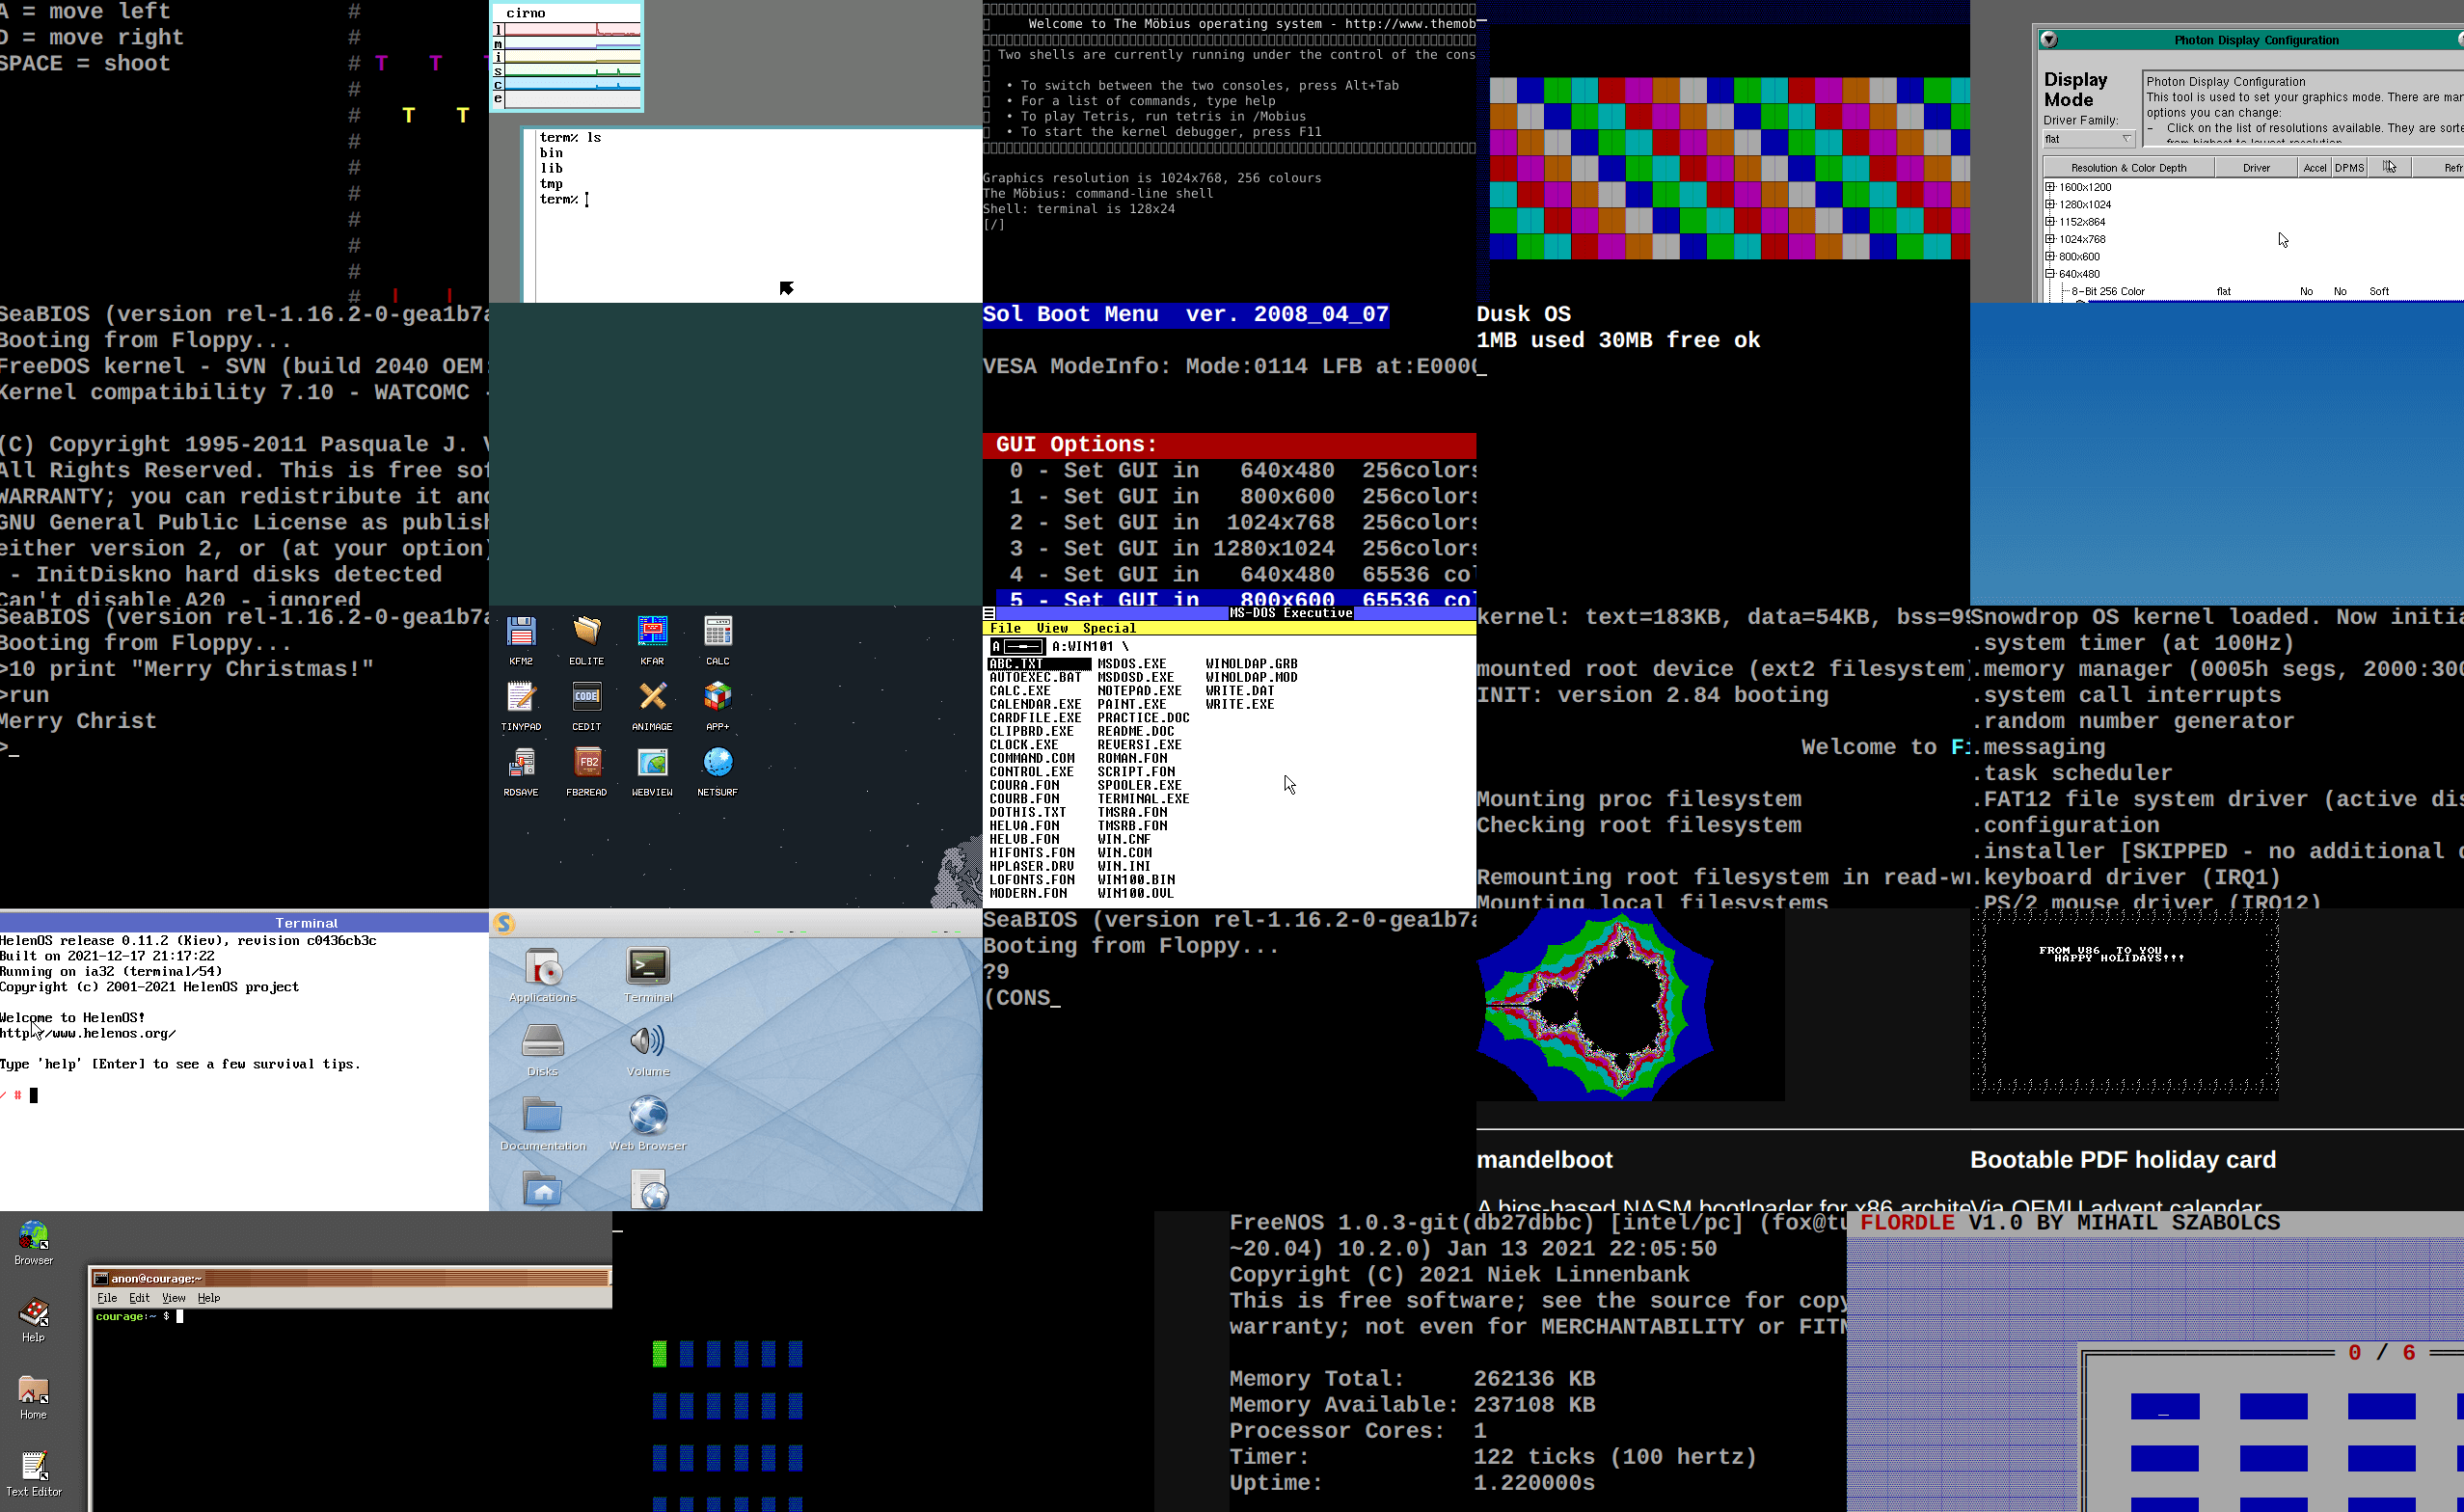 A = move left
D = move right
SPACE = shoot
#
#
# T T
#
# T T
#
#
#
#
#
#
#
cirno
l
m
i
s
c
e
term% ls
bin
lib
tmp
term%
Welcome to The Möbius operating system - http://www.themob
Two shells are currently running under the control of the cons
• To switch between the two consoles, press Alt+Tab
• For a list of commands, type help
• To play Tetris, run tetris in /Mobius
• To start the kernel debugger, press F11
Graphics resolution is 1024x768, 256 colours
The Möbius: command-line shell
Shell: terminal is 128x24
[/]
Photon Display Configuration
Display
Mode
Driver Family:
flat
Photon Display Configuration
This tool is used to set your graphics mode. There are man
options you can change:
- Click on the list of resolutions available. They are sorte
from highest to lowest resolution
Resolution & Color Depth Driver Accel DPMS Refr
1600x1200
1280x1024
1152x864
1024x768
800x600
640x480
8-Bit 256 Color flat No No Soft
SeaBIOS (version rel-1.16.2-0-gea1b7a
Booting from Floppy...
FreeDOS kernel - SVN (build 2040 OEM:
Kernel compatibility 7.10 - WATCOMC -
(C) Copyright 1995-2011 Pasquale J. V
All Rights Reserved. This is free sof
WARRANTY; you can redistribute it and
GNU General Public License as publish
either version 2, or (at your option)
- InitDiskno hard disks detected
Can't disable A20 - ignored
Sol Boot Menu ver. 2008_04_07
VESA ModeInfo: Mode:0114 LFB at:E000
GUI Options:
0 - Set GUI in 640x480 256colors
1 - Set GUI in 800x600 256colors
2 - Set GUI in 1024x768 256colors
3 - Set GUI in 1280x1024 256colors
4 - Set GUI in 640x480 65536 col
5 - Set GUI in 800x600 65536 col
Dusk OS
1MB used 30MB free ok
_
SeaBIOS (version rel-1.16.2-0-gea1b7a
Booting from Floppy...
>10 print "Merry Christmas!"
>run
Merry Christ
>_
KFM2 EOLITE KFAR CALC
TINYPAD CEDIT ANIMAGE APP+
RDSAVE FB2READ WEBVIEW NETSURF
CODE
FB2
MS-DOS Executive
File View Special
A A:WIN101 \
ABC.TXT MSDOS.EXE WINOLDAP.GRB
AUTOEXEC.BAT MSDOSD.EXE WINOLDAP.MOD
CALC.EXE NOTEPAD.EXE WRITE.DAT
CALENDAR.EXE PAINT.EXE WRITE.EXE
CARDFILE.EXE PRACTICE.DOC
CLIPBRD.EXE README.DOC
CLOCK.EXE REVERSI.EXE
COMMAND.COM ROMAN.FON
CONTROL.EXE SCRIPT.FON
COURA.FON SPOOLER.EXE
COURB.FON TERMINAL.EXE
DOTHIS.TXT TMSRA.FON
HELVA.FON TMSRB.FON
HELVB.FON WIN.CNF
HIFONTS.FON WIN.COM
HPLASER.DRV WIN.INI
LOFONTS.FON WIN100.BIN
MODERN.FON WIN100.OVL
kernel: text=183KB, data=54KB, bss=99
mounted root device (ext2 filesystem)
INIT: version 2.84 booting
Welcome to Fi
Mounting proc filesystem
Checking root filesystem
Remounting root filesystem in read-wr
Mounting local filesystems
Snowdrop OS kernel loaded. Now initia
.system timer (at 100Hz)
.memory manager (0005h segs, 2000:300
.system call interrupts
.random number generator
.messaging
.task scheduler
.FAT12 file system driver (active dis
.configuration
.installer [SKIPPED - no additional d
.keyboard driver (IRQ1)
.PS/2 mouse driver (IRQ12)
Terminal
HelenOS release 0.11.2 (Kiev), revision c0436cb3c
Built on 2021-12-17 21:17:22
Running on ia32 (terminal/54)
Copyright (c) 2001-2021 HelenOS project
Welcome to HelenOS!
http://www.helenos.org/
Type 'help' [Enter] to see a few survival tips.
/ #
S
Applications Terminal
Disks Volume
Documentation Web Browser
SeaBIOS (version rel-1.16.2-0-gea1b7a
Booting from Floppy...
?9
(CONS_
mandelboot
A bios-based NASM bootloader for x86 archite
FROM V86 TO YOU
HAPPY HOLIDAYS!!!
Bootable PDF holiday card
Via QEMU advent calendar
Browser
Help
Home
Text Editor
anon@courage:~
File Edit View Help
courage:~ $
FreeNOS 1.0.3-git(db27dbbc) [intel/pc] (fox@tu
~20.04) 10.2.0) Jan 13 2021 22:05:50
Copyright (C) 2021 Niek Linnenbank
This is free software; see the source for copy
warranty; not even for MERCHANTABILITY or FITN
Memory Total: 262136 KB
Memory Available: 237108 KB
Processor Cores: 1
Timer: 122 ticks (100 hertz)
Uptime: 1.220000s
FLORDLE V1.0 BY MIHAIL SZABOLCS
0 / 6